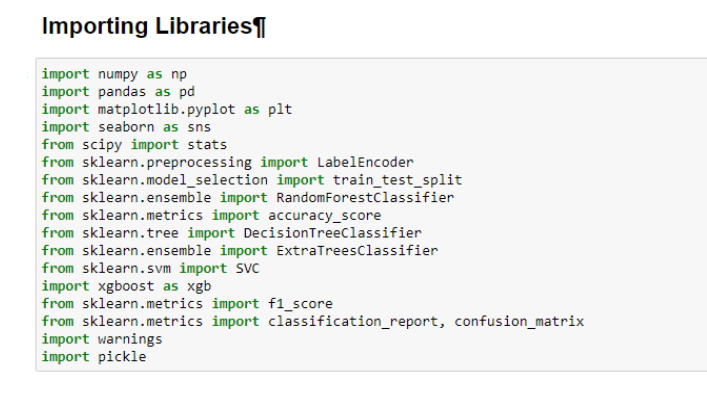 Importing Libraries¶
import numpy as np
import pandas as pd
import matplotlib.pyplot as plt
import seaborn as sns
from scipy import stats
from sklearn.preprocessing import LabelEncoder
from sklearn.model_selection import train_test_split
from sklearn.ensemble import RandomForestClassifier
from sklearn.metrics import accuracy_score
from sklearn.tree import DecisionTreeClassifier
from sklearn.ensemble import ExtraTreesClassifier
from sklearn.svm import SVC
import xgboost as xgb
from sklearn.metrics import f1_score
from sklearn.metrics import classification_report, confusion_matrix
import warnings
import pickle